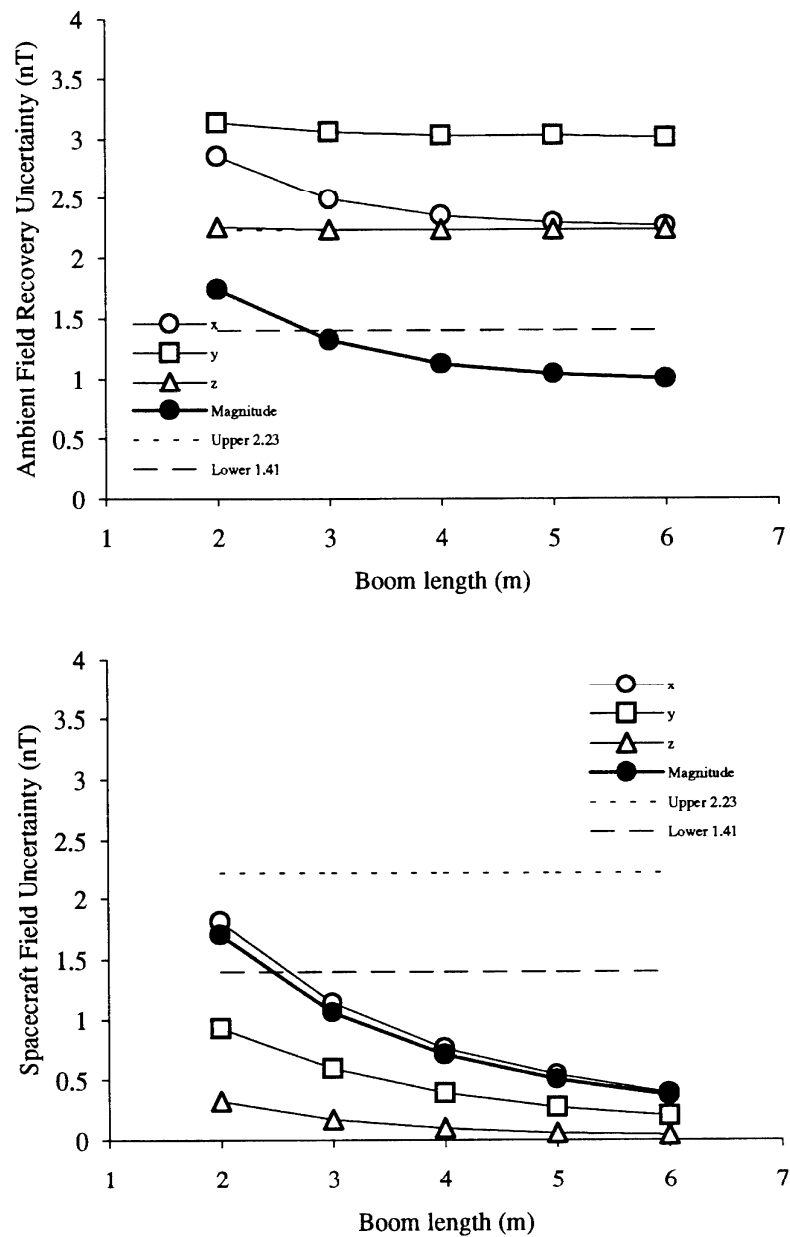 Ambient Field Recovery Uncertainty (nT)
4
3.5
3
2.5
2
1.5
1
0.5
0
x
y
z
Magnitude
Upper 2.23
Lower 1.41
1 2 3 4 5 6 7
Boom length (m)
Spacecraft Field Uncertainty (nT)
4
3.5
3
2.5
2
1.5
1
0.5
0
x
y
z
Magnitude
Upper 2.23
Lower 1.41
1 2 3 4 5 6 7
Boom length (m)